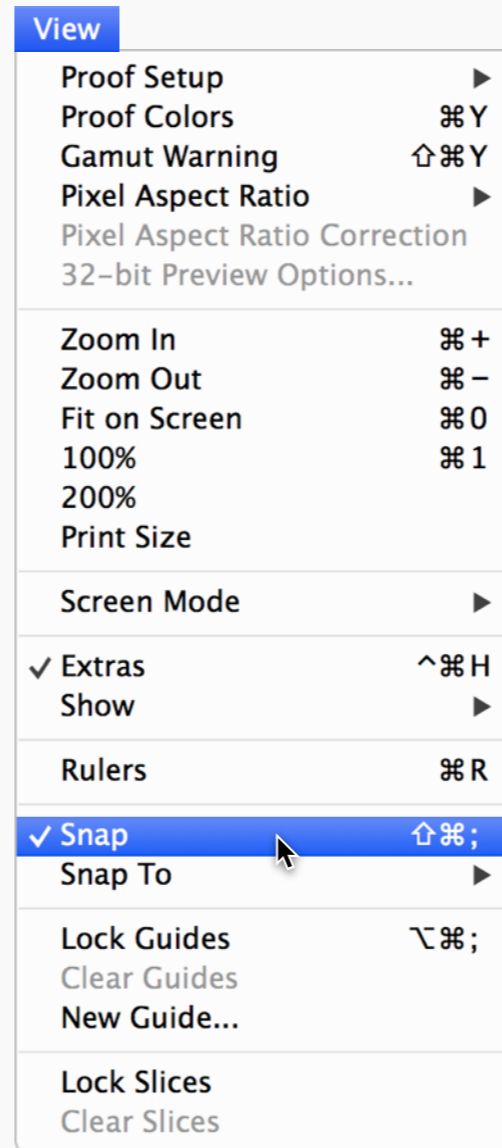 View
Proof Setup ▶
Proof Colors ⌘Y
Gamut Warning ⇧⌘Y
Pixel Aspect Ratio ▶
Pixel Aspect Ratio Correction
32-bit Preview Options...
Zoom In ⌘+
Zoom Out ⌘-
Fit on Screen ⌘0
100% ⌘1
200%
Print Size
Screen Mode ▶
✓ Extras ^⌘H
Show ▶
Rulers ⌘R
✓ Snap ⇧⌘;
Snap To ▶
Lock Guides ⌥⌘;
Clear Guides
New Guide...
Lock Slices
Clear Slices